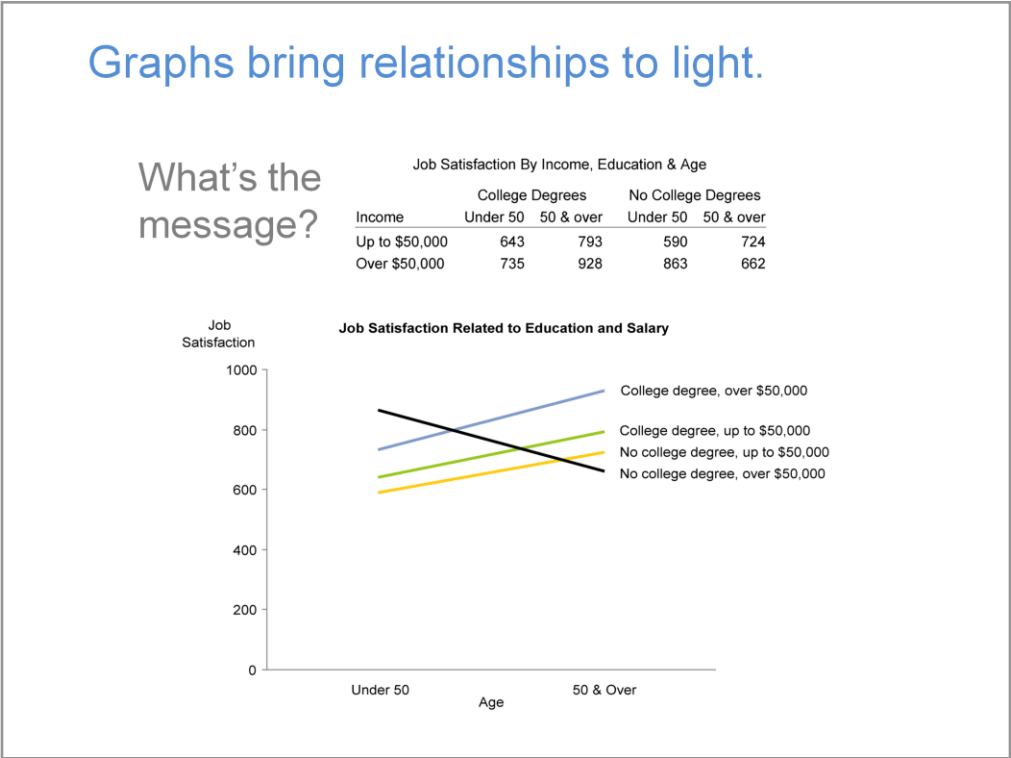 Graphs bring relationships to light.
What's the
message?
Job Satisfaction By Income, Education & Age
College Degrees No College Degrees
Income Under 50 50 & over Under 50 50 & over
Up to $50,000 643 793 590 724
Over $50,000 735 928 863 662
Job
Satisfaction
Job Satisfaction Related to Education and Salary
1000
800
600
400
200
0
College degree, over $50,000
College degree, up to $50,000
No college degree, up to $50,000
No college degree, over $50,000
Under 50 50 & Over
Age